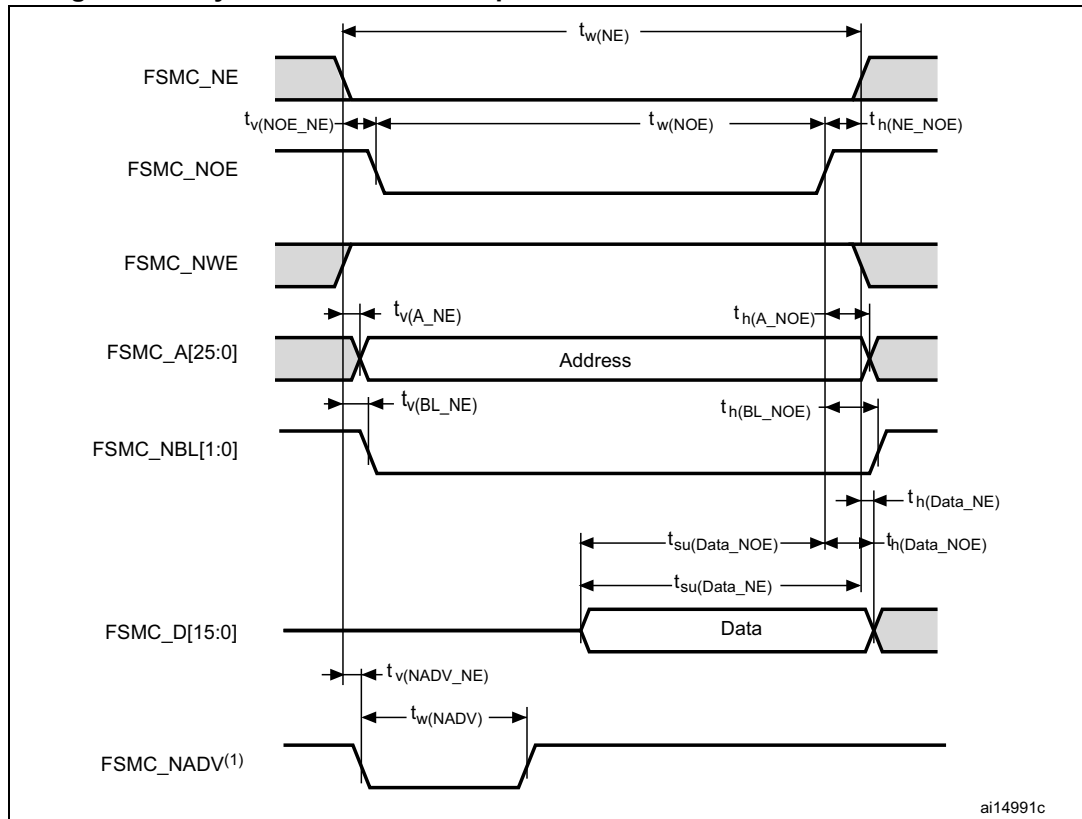 tw(NE)
FSMC_NE
tv(NOE_NE)
tw(NOE)
th(NE_NOE)
FSMC_NOE
FSMC_NWE
tv(A_NE)
th(A_NOE)
FSMC_A[25:0]
Address
tv(BL_NE)
th(BL_NOE)
FSMC_NBL[1:0]
th(Data_NE)
tsu(Data_NOE)
th(Data_NOE)
tsu(Data_NE)
FSMC_D[15:0]
Data
tv(NADV_NE)
tw(NADV)
FSMC_NADV(1)
ai14991c